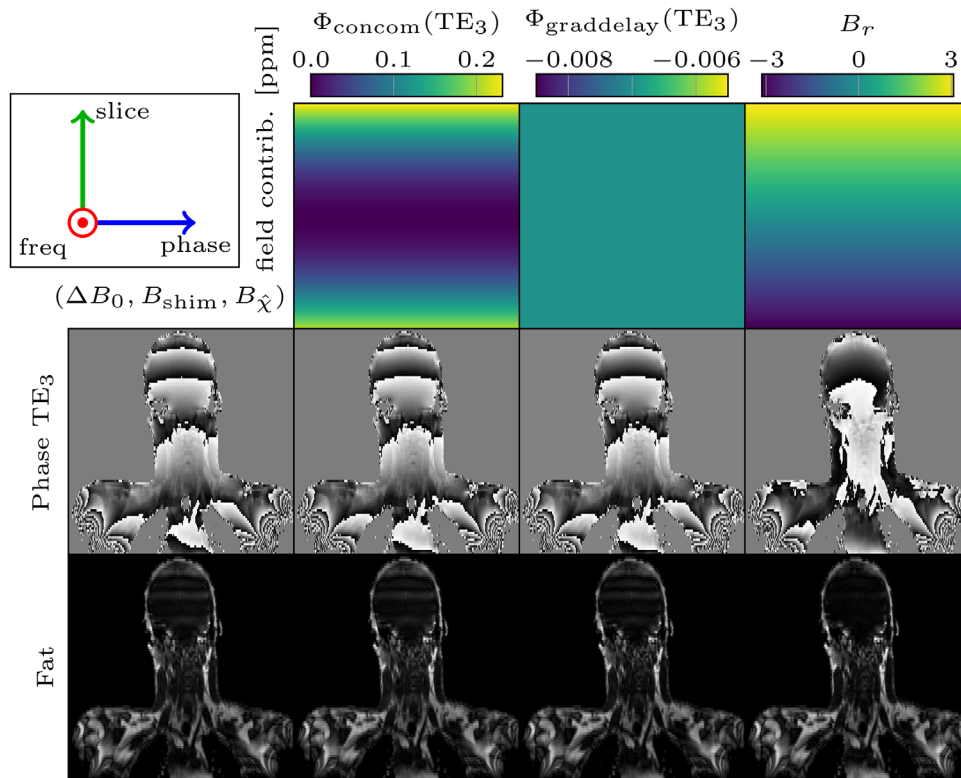 Φconcom(TE3) Φgraddelay(TE3) Br
[ppm] 0.0 0.1 0.2 −0.008 −0.006 −3 0 3
field contrib.
slice
freq phase
(ΔB0, Bshim, Bχ̂)
Phase TE3
Fat